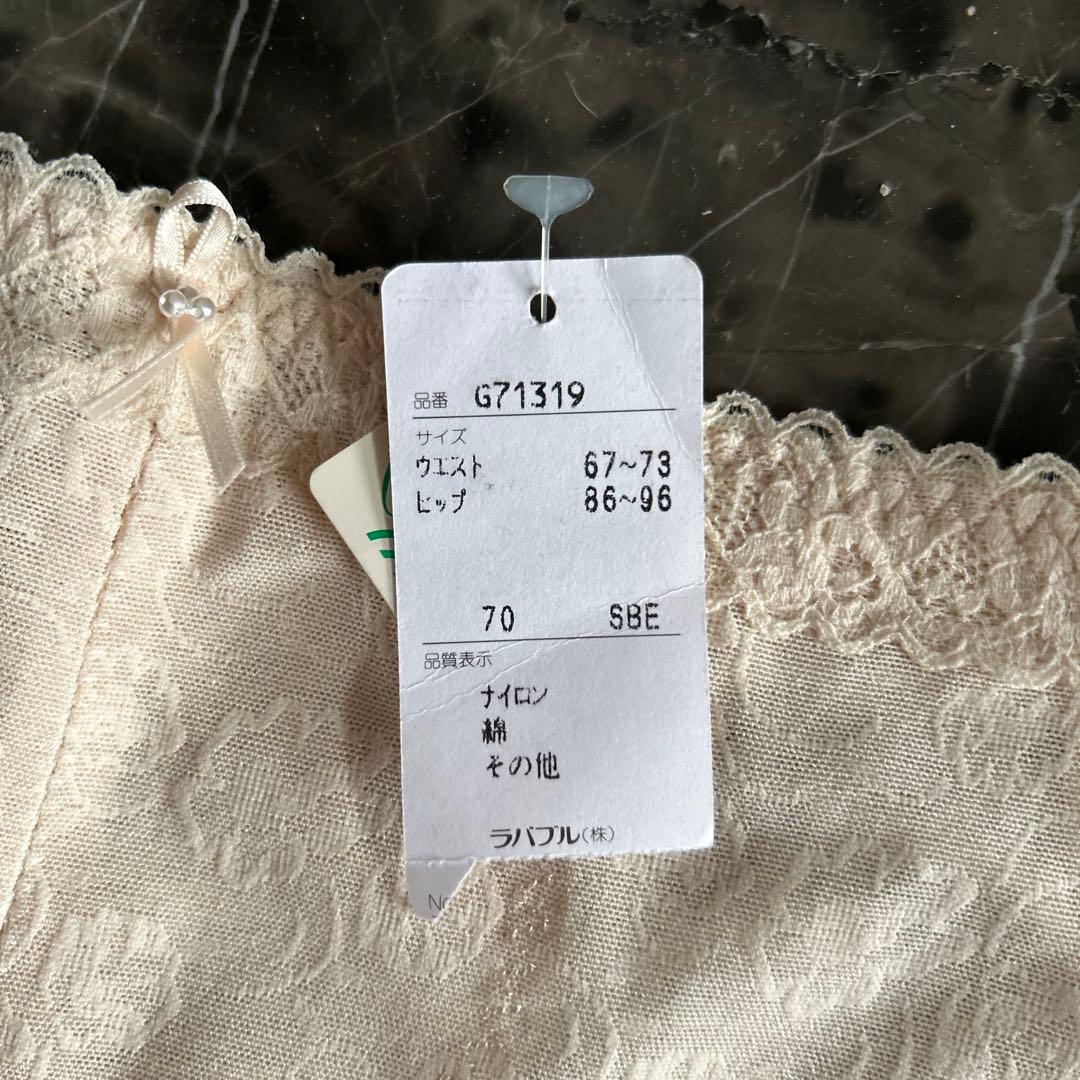 品番 G71319
サイズ
ウエスト 67~73
ヒップ 86~96
70 SBE
品質表示
ナイロン
綿
その他
ラバブル(株)